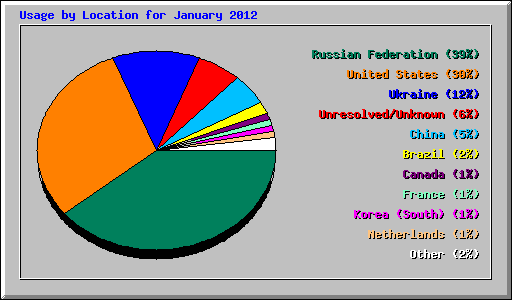 Usage by Location for January 2012
Russian Federation (39%)
United States (30%)
Ukraine (12%)
Unresolved/Unknown (6%)
China (5%)
Brazil (2%)
Canada (1%)
France (1%)
Korea (South) (1%)
Netherlands (1%)
Other (2%)